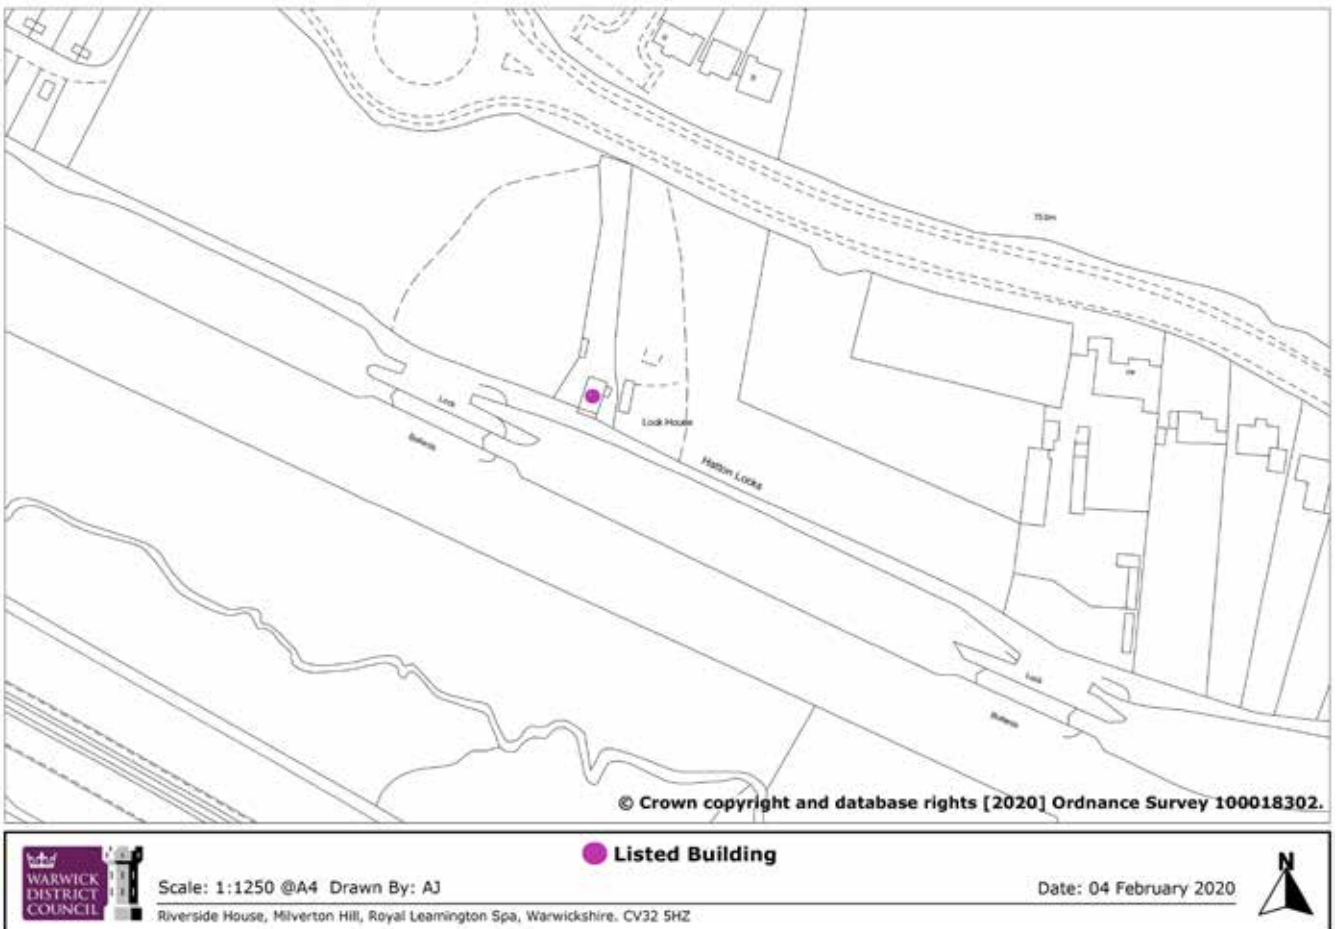 75.0m
Lock
Bollards
Lock House
Hatton Locks
Lock
Bollards
© Crown copyright and database rights [2020] Ordnance Survey 100018302.
Listed Building
WARWICK
DISTRICT
COUNCIL
Scale: 1:1250 @A4 Drawn By: AJ
Date: 04 February 2020
N
Riverside House, Milverton Hill, Royal Leamington Spa, Warwickshire. CV32 5HZ